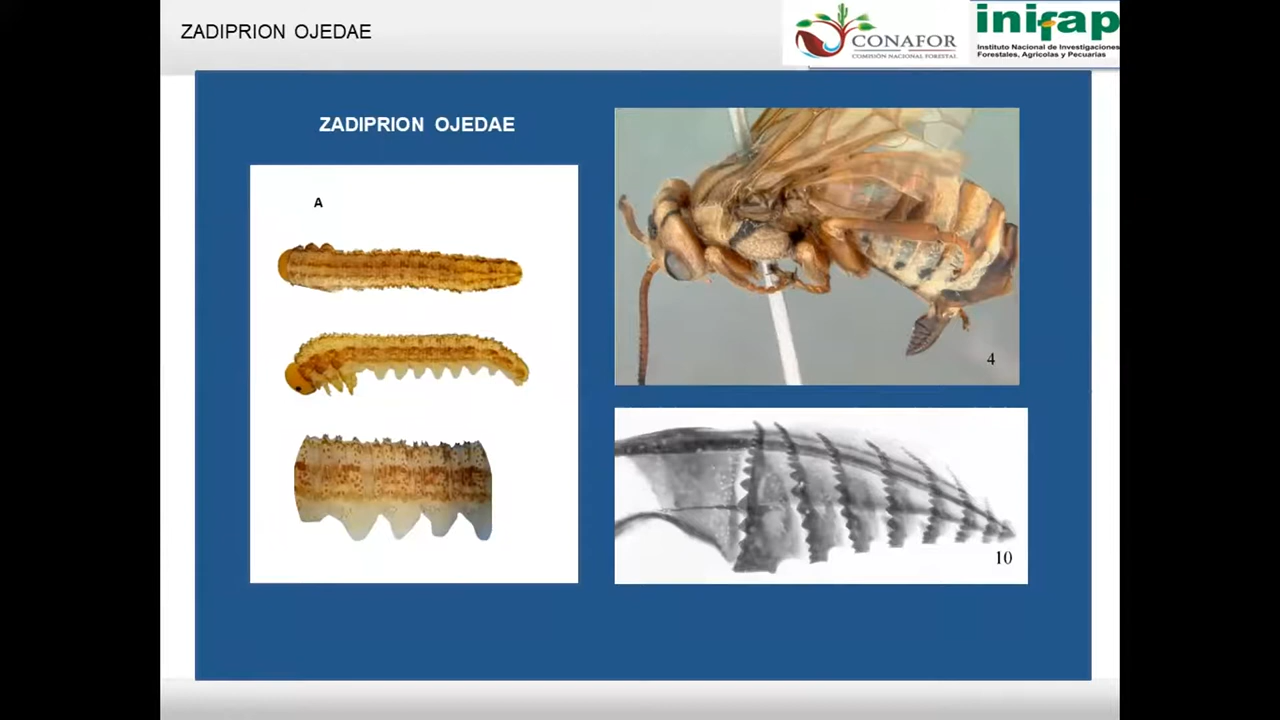 ZADIPRION OJEDAE
CONAFOR
COMISIÓN NACIONAL FORESTAL
inifap
Instituto Nacional de Investigaciones
Forestales, Agrícolas y Pecuarias
ZADIPRION OJEDAE
A
4
10